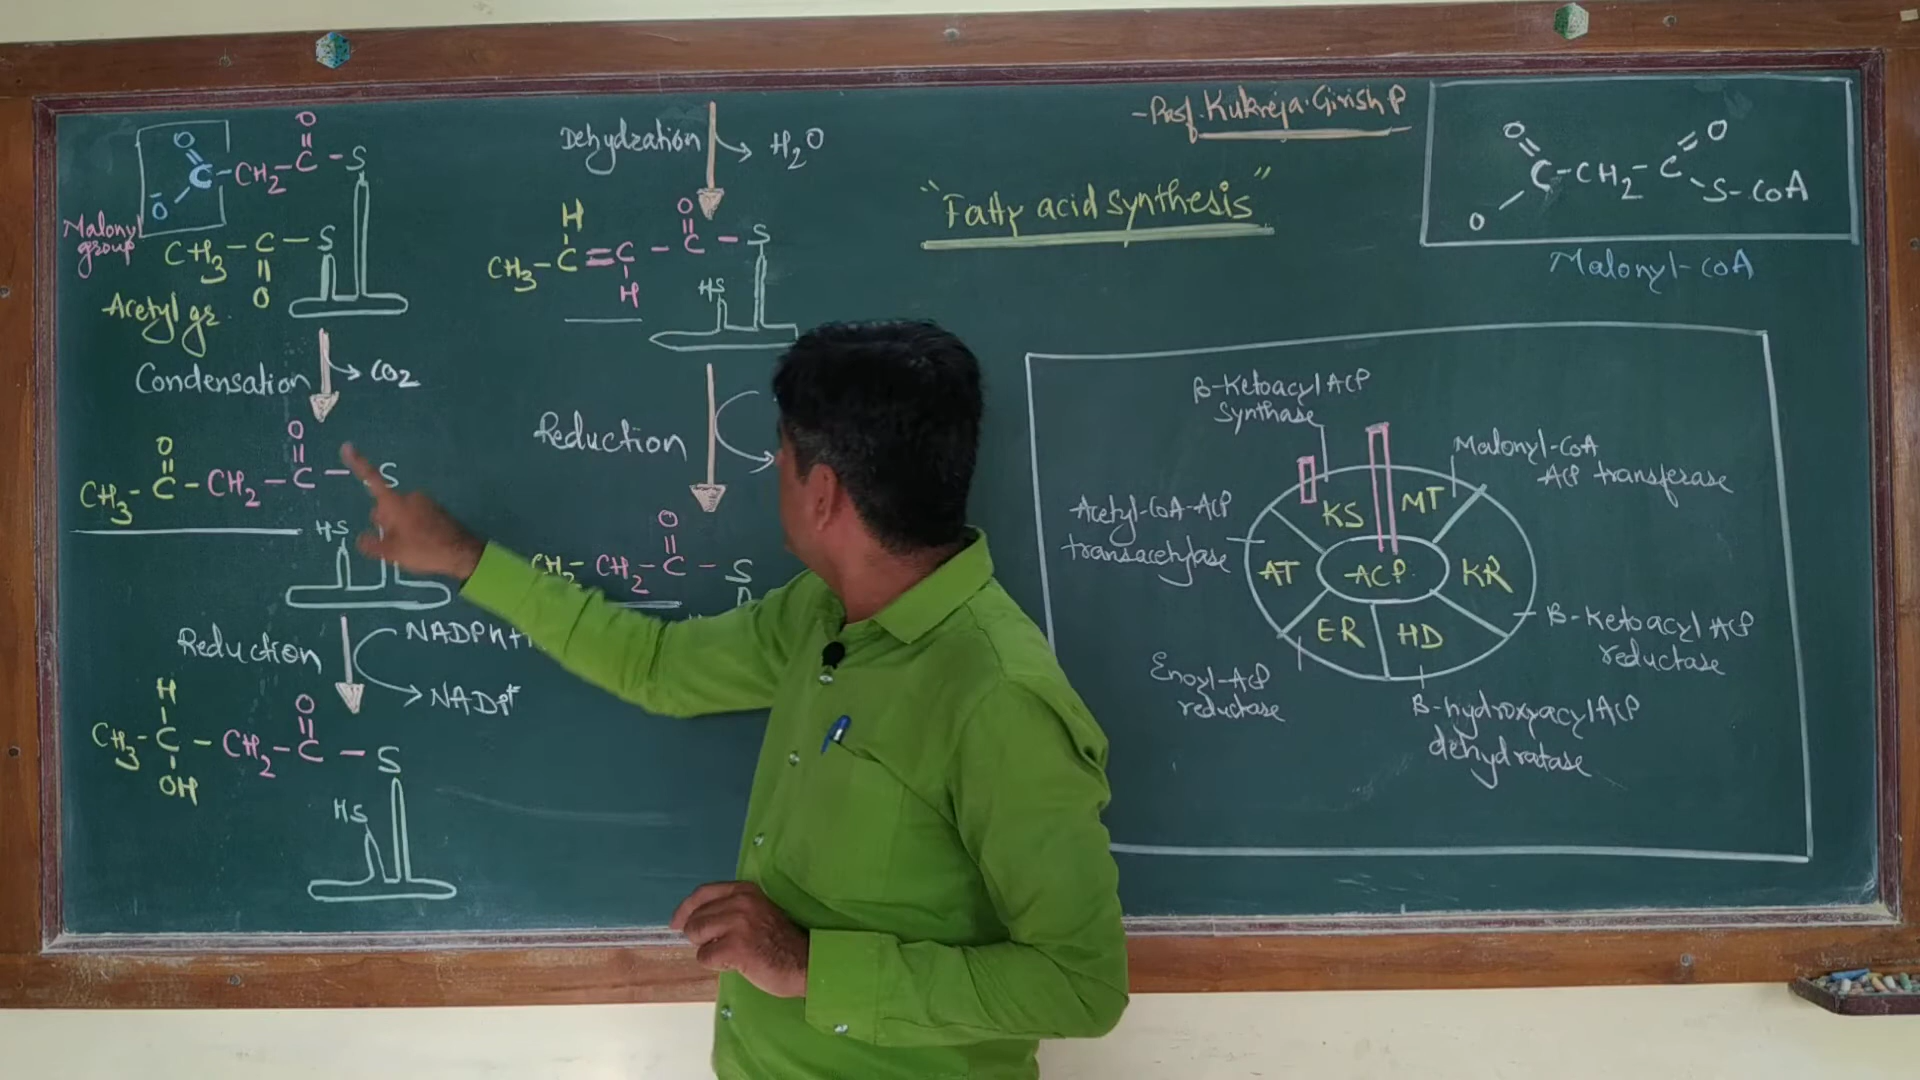 O
O
C - CH2 - C - S
O
Malonyl
group
CH3 - C - S
O
Acetyl gr.
Condensation
CO2
O
O
CH3 - C - CH2 - C - S
HS
Reduction
NADPH+
NADP+
H
O
CH3 - C - CH2 - C - S
OH
HS
Dehydration
H2O
H
O
CH3 - C = C - C - S
H
HS
Reduction
O
CH2 - C - S
-Prof. Kukreja. Girish P
"Fatty acid synthesis"
O
O
C - CH2 - C
S - CoA
O
Malonyl-CoA
B-Ketoacyl ACP
synthase
Malonyl-CoA
ACP transferase
Acetyl-CoA-ACP
transacetylase
KS
MT
AT
ACP
KR
ER
HD
B-Ketoacyl ACP
reductase
Enoyl-ACP
reductase
B-hydroxyacyl ACP
dehydratase